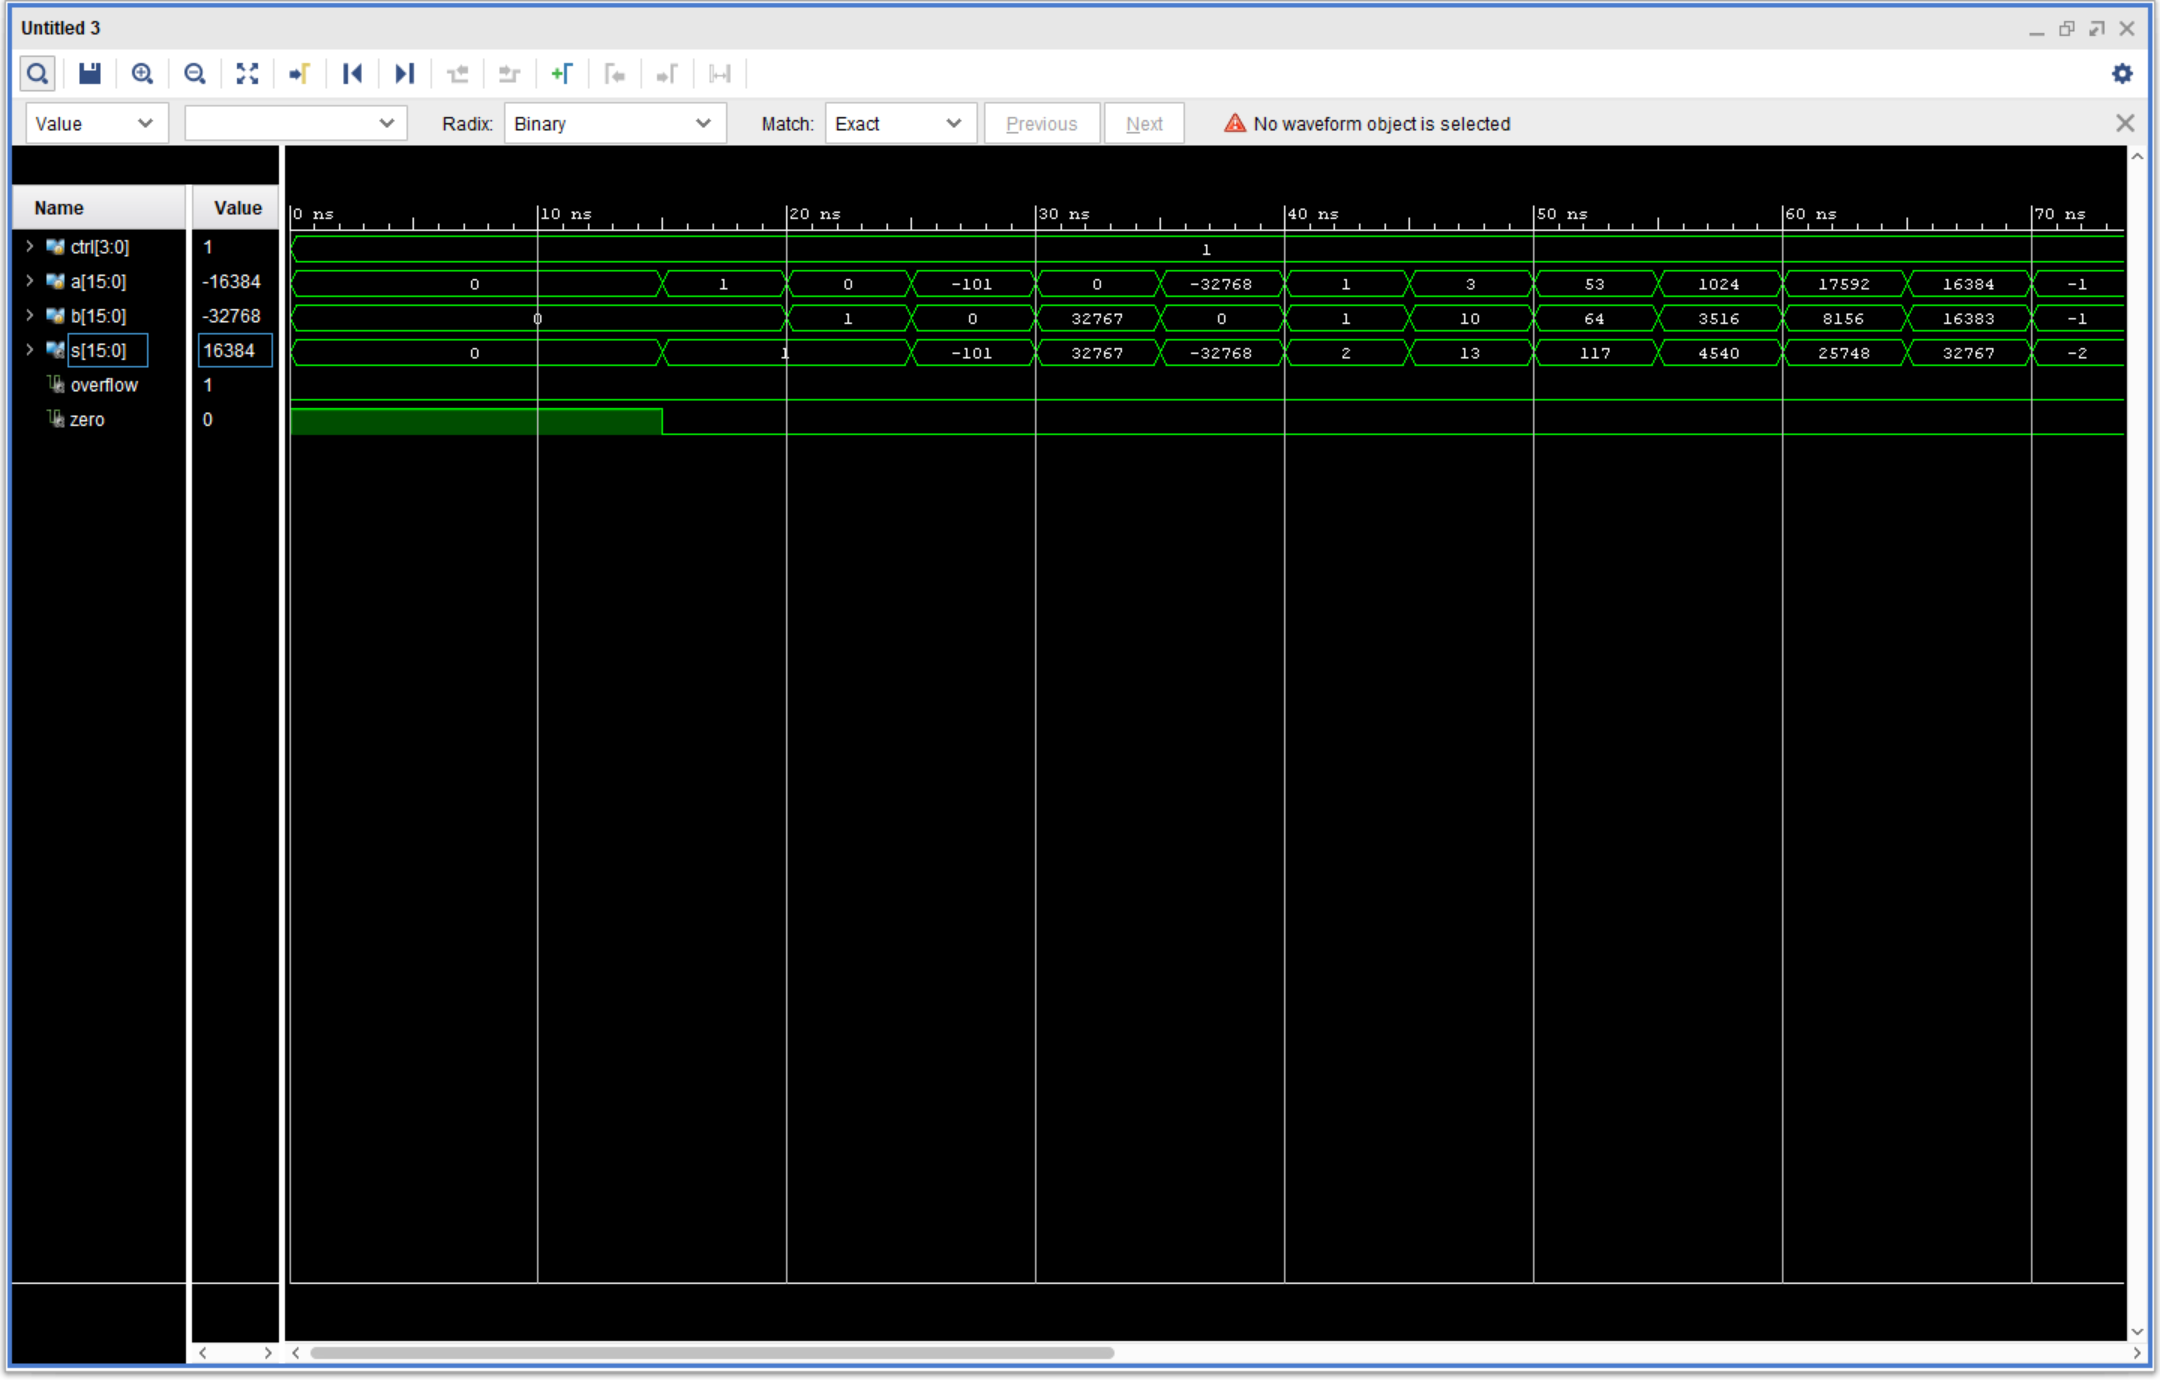 Untitled 3
Value Radix: Binary Match: Exact Previous Next No waveform object is selected
Name Value 0 ns 10 ns 20 ns 30 ns 40 ns 50 ns 60 ns 70 ns
ctrl[3:0] 1 1
a[15:0] -16384 0 1 0 -101 0 -32768 1 3 53 1024 17592 16384 -1
b[15:0] -32768 0 1 0 32767 0 1 10 64 3516 8156 16383 -1
s[15:0] 16384 0 1 -101 32767 -32768 2 13 117 4540 25748 32767 -2
overflow 1
zero 0